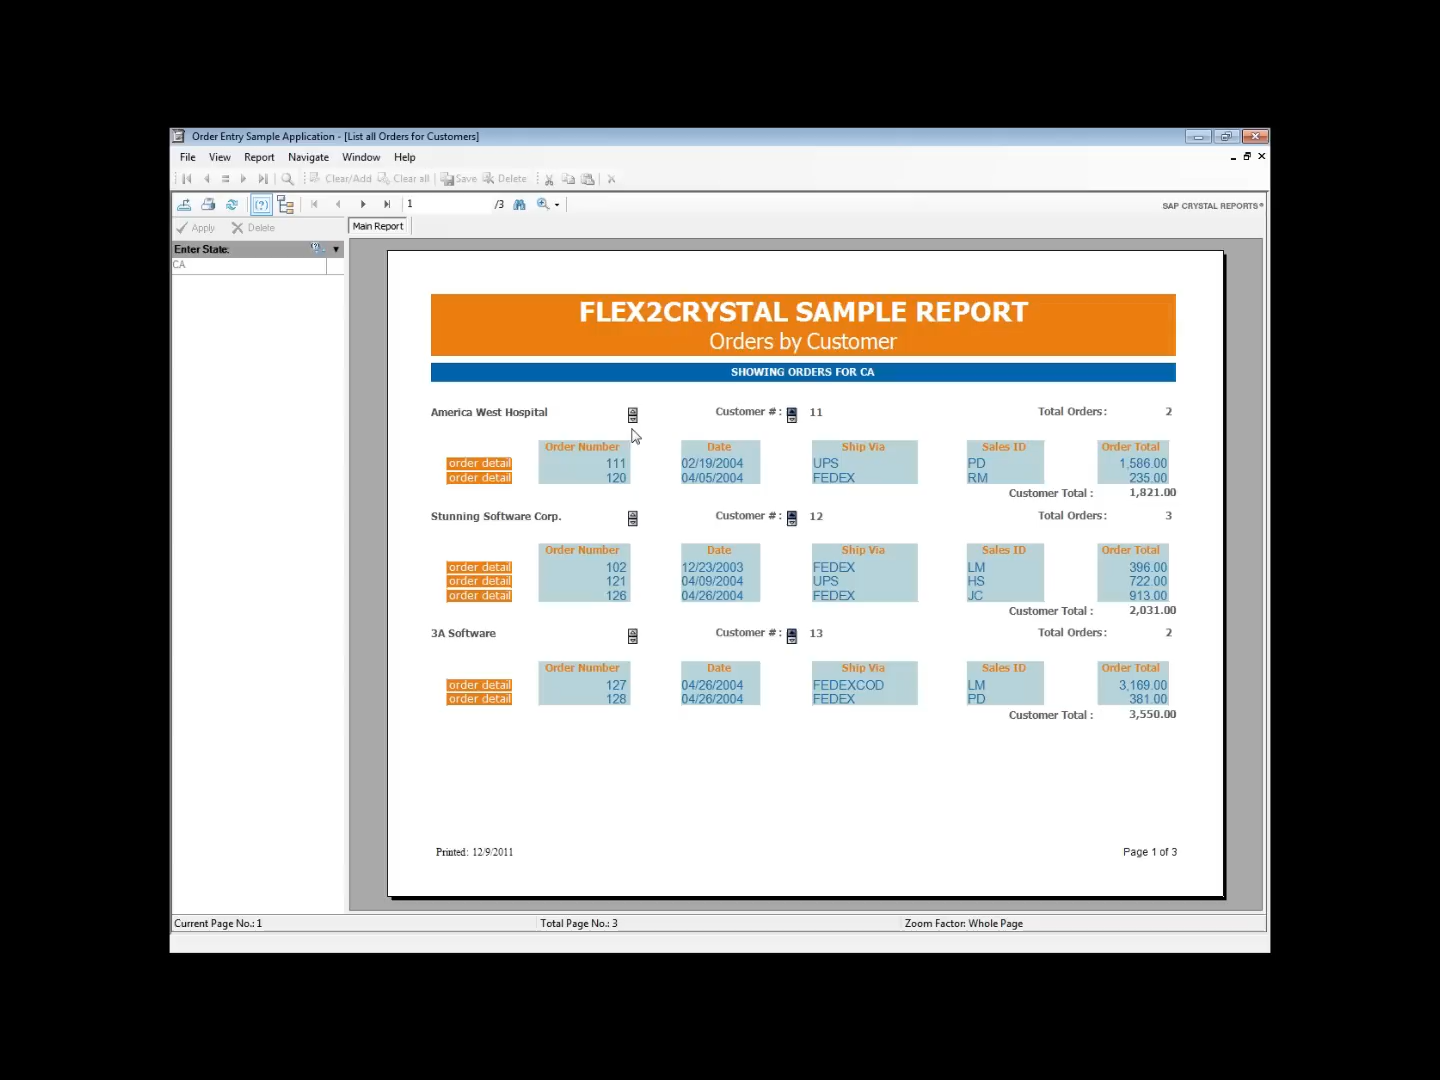 Order Entry Sample Application - [List all Orders for Customers]
File View Report Navigate Window Help
Clear/Add Clear all Save Delete
1 /3 SAP CRYSTAL REPORTS®
Apply Delete Main Report
Enter State:
CA
FLEX2CRYSTAL SAMPLE REPORT
Orders by Customer
SHOWING ORDERS FOR CA
America West Hospital Customer # : 11 Total Orders: 2
Order Number Date Ship Via Sales ID Order Total
order detail 111 02/19/2004 UPS PD 1,586.00
order detail 120 04/05/2004 FEDEX RM 235.00
Customer Total : 1,821.00
Stunning Software Corp. Customer # : 12 Total Orders: 3
Order Number Date Ship Via Sales ID Order Total
order detail 102 12/23/2003 FEDEX LM 396.00
order detail 121 04/09/2004 UPS HS 722.00
order detail 126 04/26/2004 FEDEX JC 913.00
Customer Total : 2,031.00
3A Software Customer # : 13 Total Orders: 2
Order Number Date Ship Via Sales ID Order Total
order detail 127 04/26/2004 FEDEXCOD LM 3,169.00
order detail 128 04/26/2004 FEDEX PD 381.00
Customer Total : 3,550.00
Printed: 12/9/2011 Page 1 of 3
Current Page No.: 1 Total Page No.: 3 Zoom Factor: Whole Page